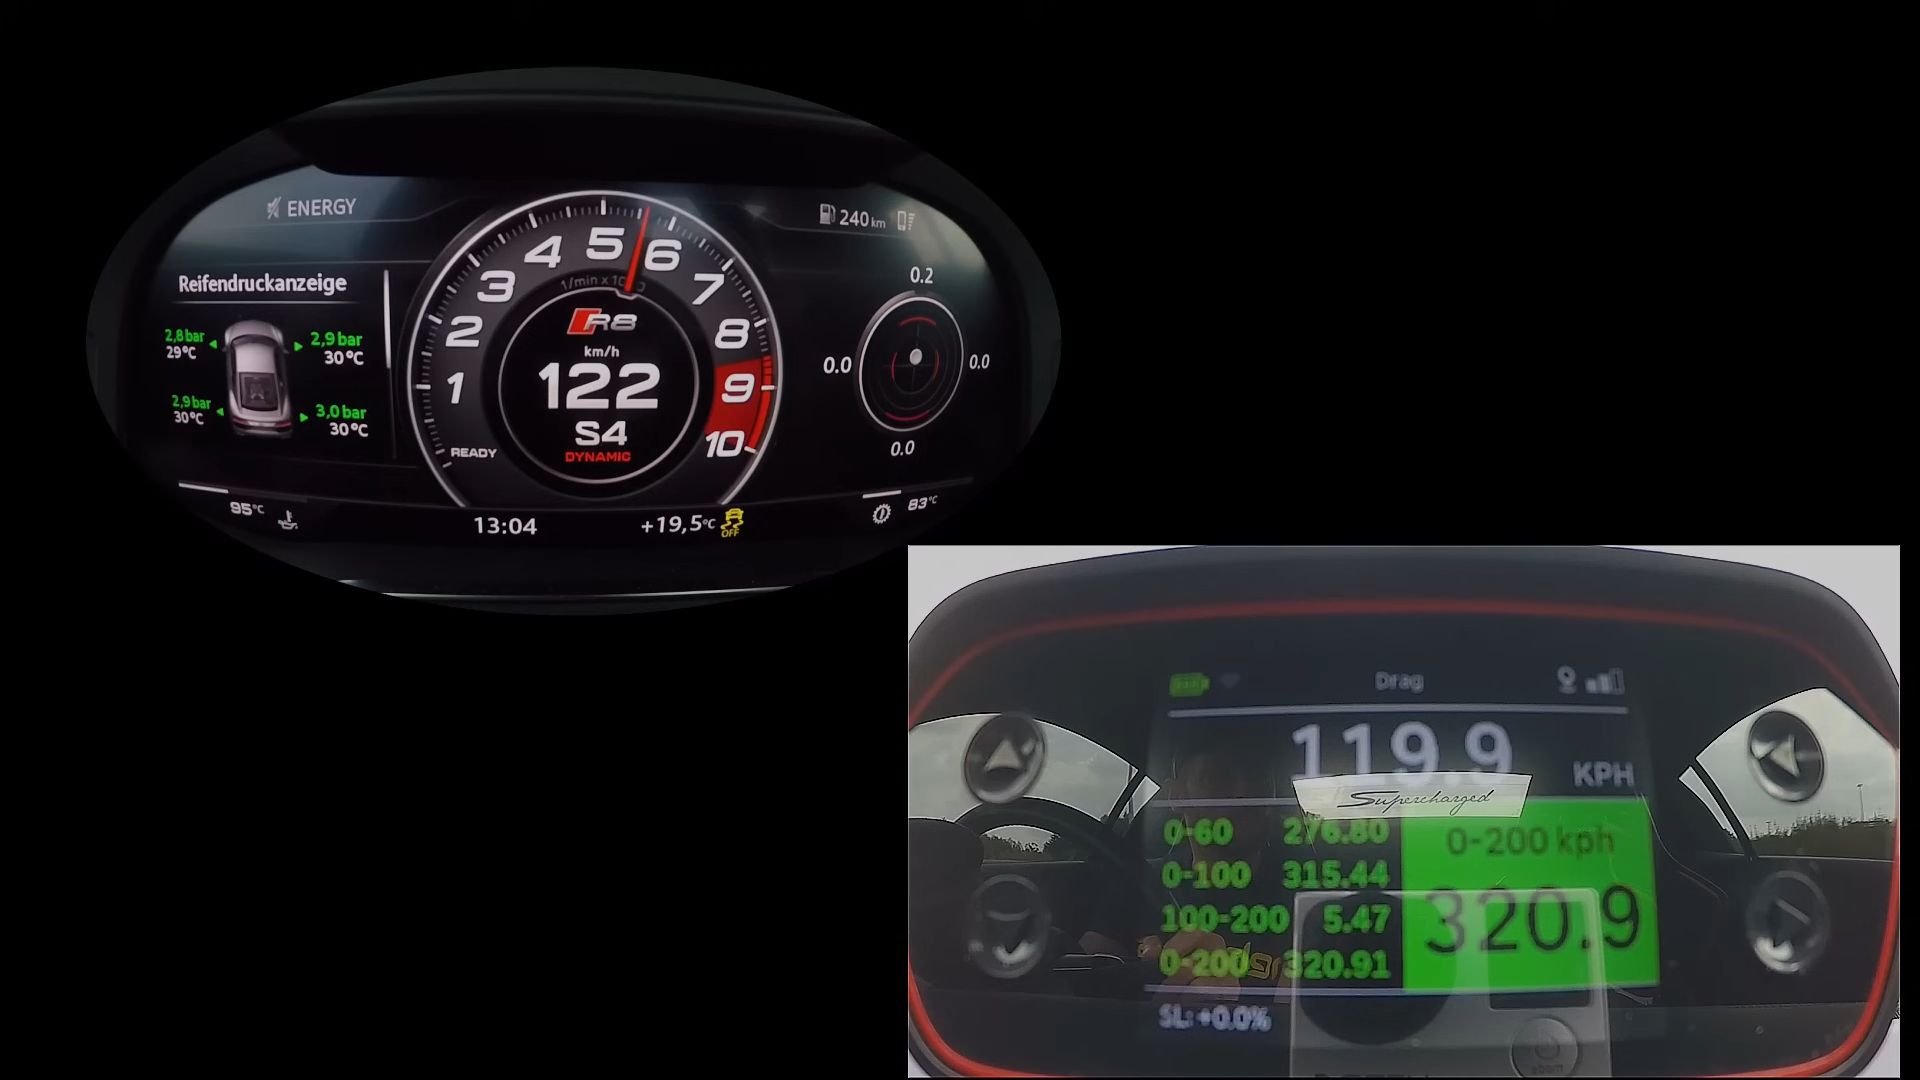 ENERGY
240 km
Reifendruckanzeige
2,8 bar
29°C
2,9 bar
30°C
2,9 bar
30°C
3,0 bar
30°C
1 2 3 4 5 6 7 8 9 10
1/min x 1000
R8
km/h
122
S4
DYNAMIC
READY
0.2
0.0
0.0
0.0
95°C
13:04
+19,5°C
OFF
83°C
Drag
119.9
KPH
Supercharged
0-60 276.80
0-100 315.44
100-200 5.47
0-200 320.91
0-200 kph
320.9
SL: +0.0%